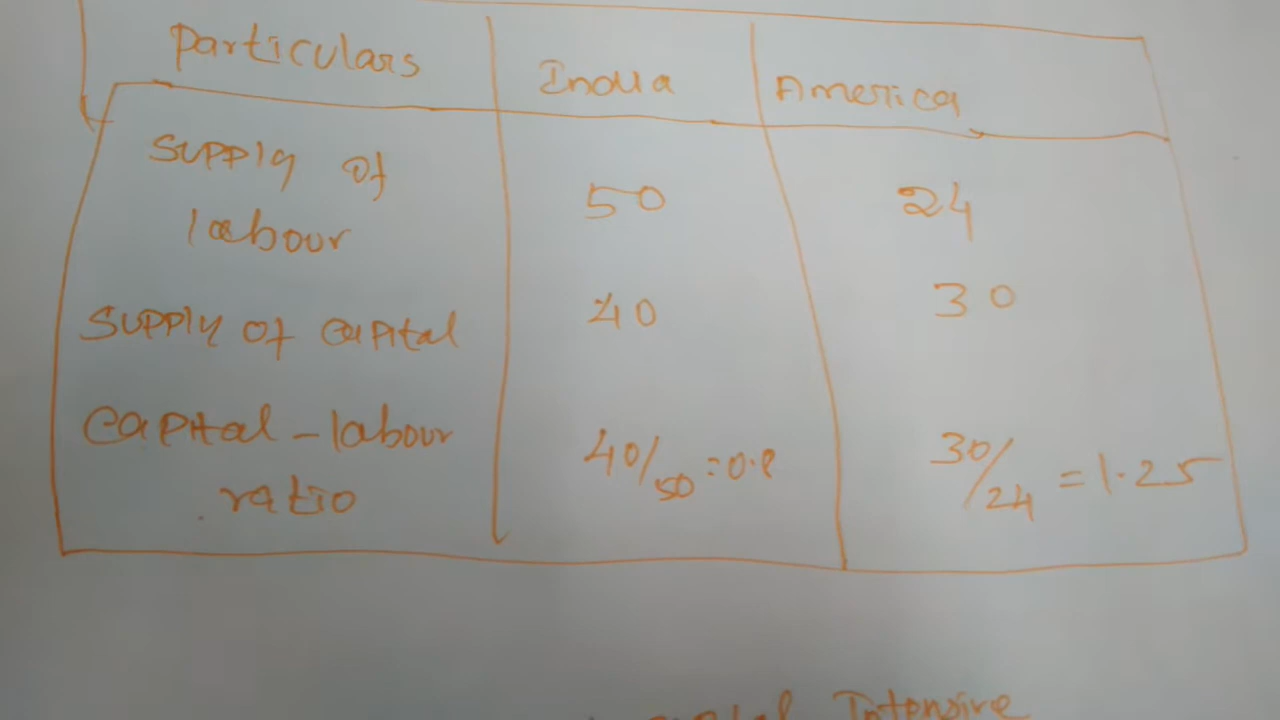 Particulars India America
Supply of labour 50 24
Supply of capital 40 30
Capital-labour ratio 40/50 = 0.8 30/24 = 1.25
Intensive